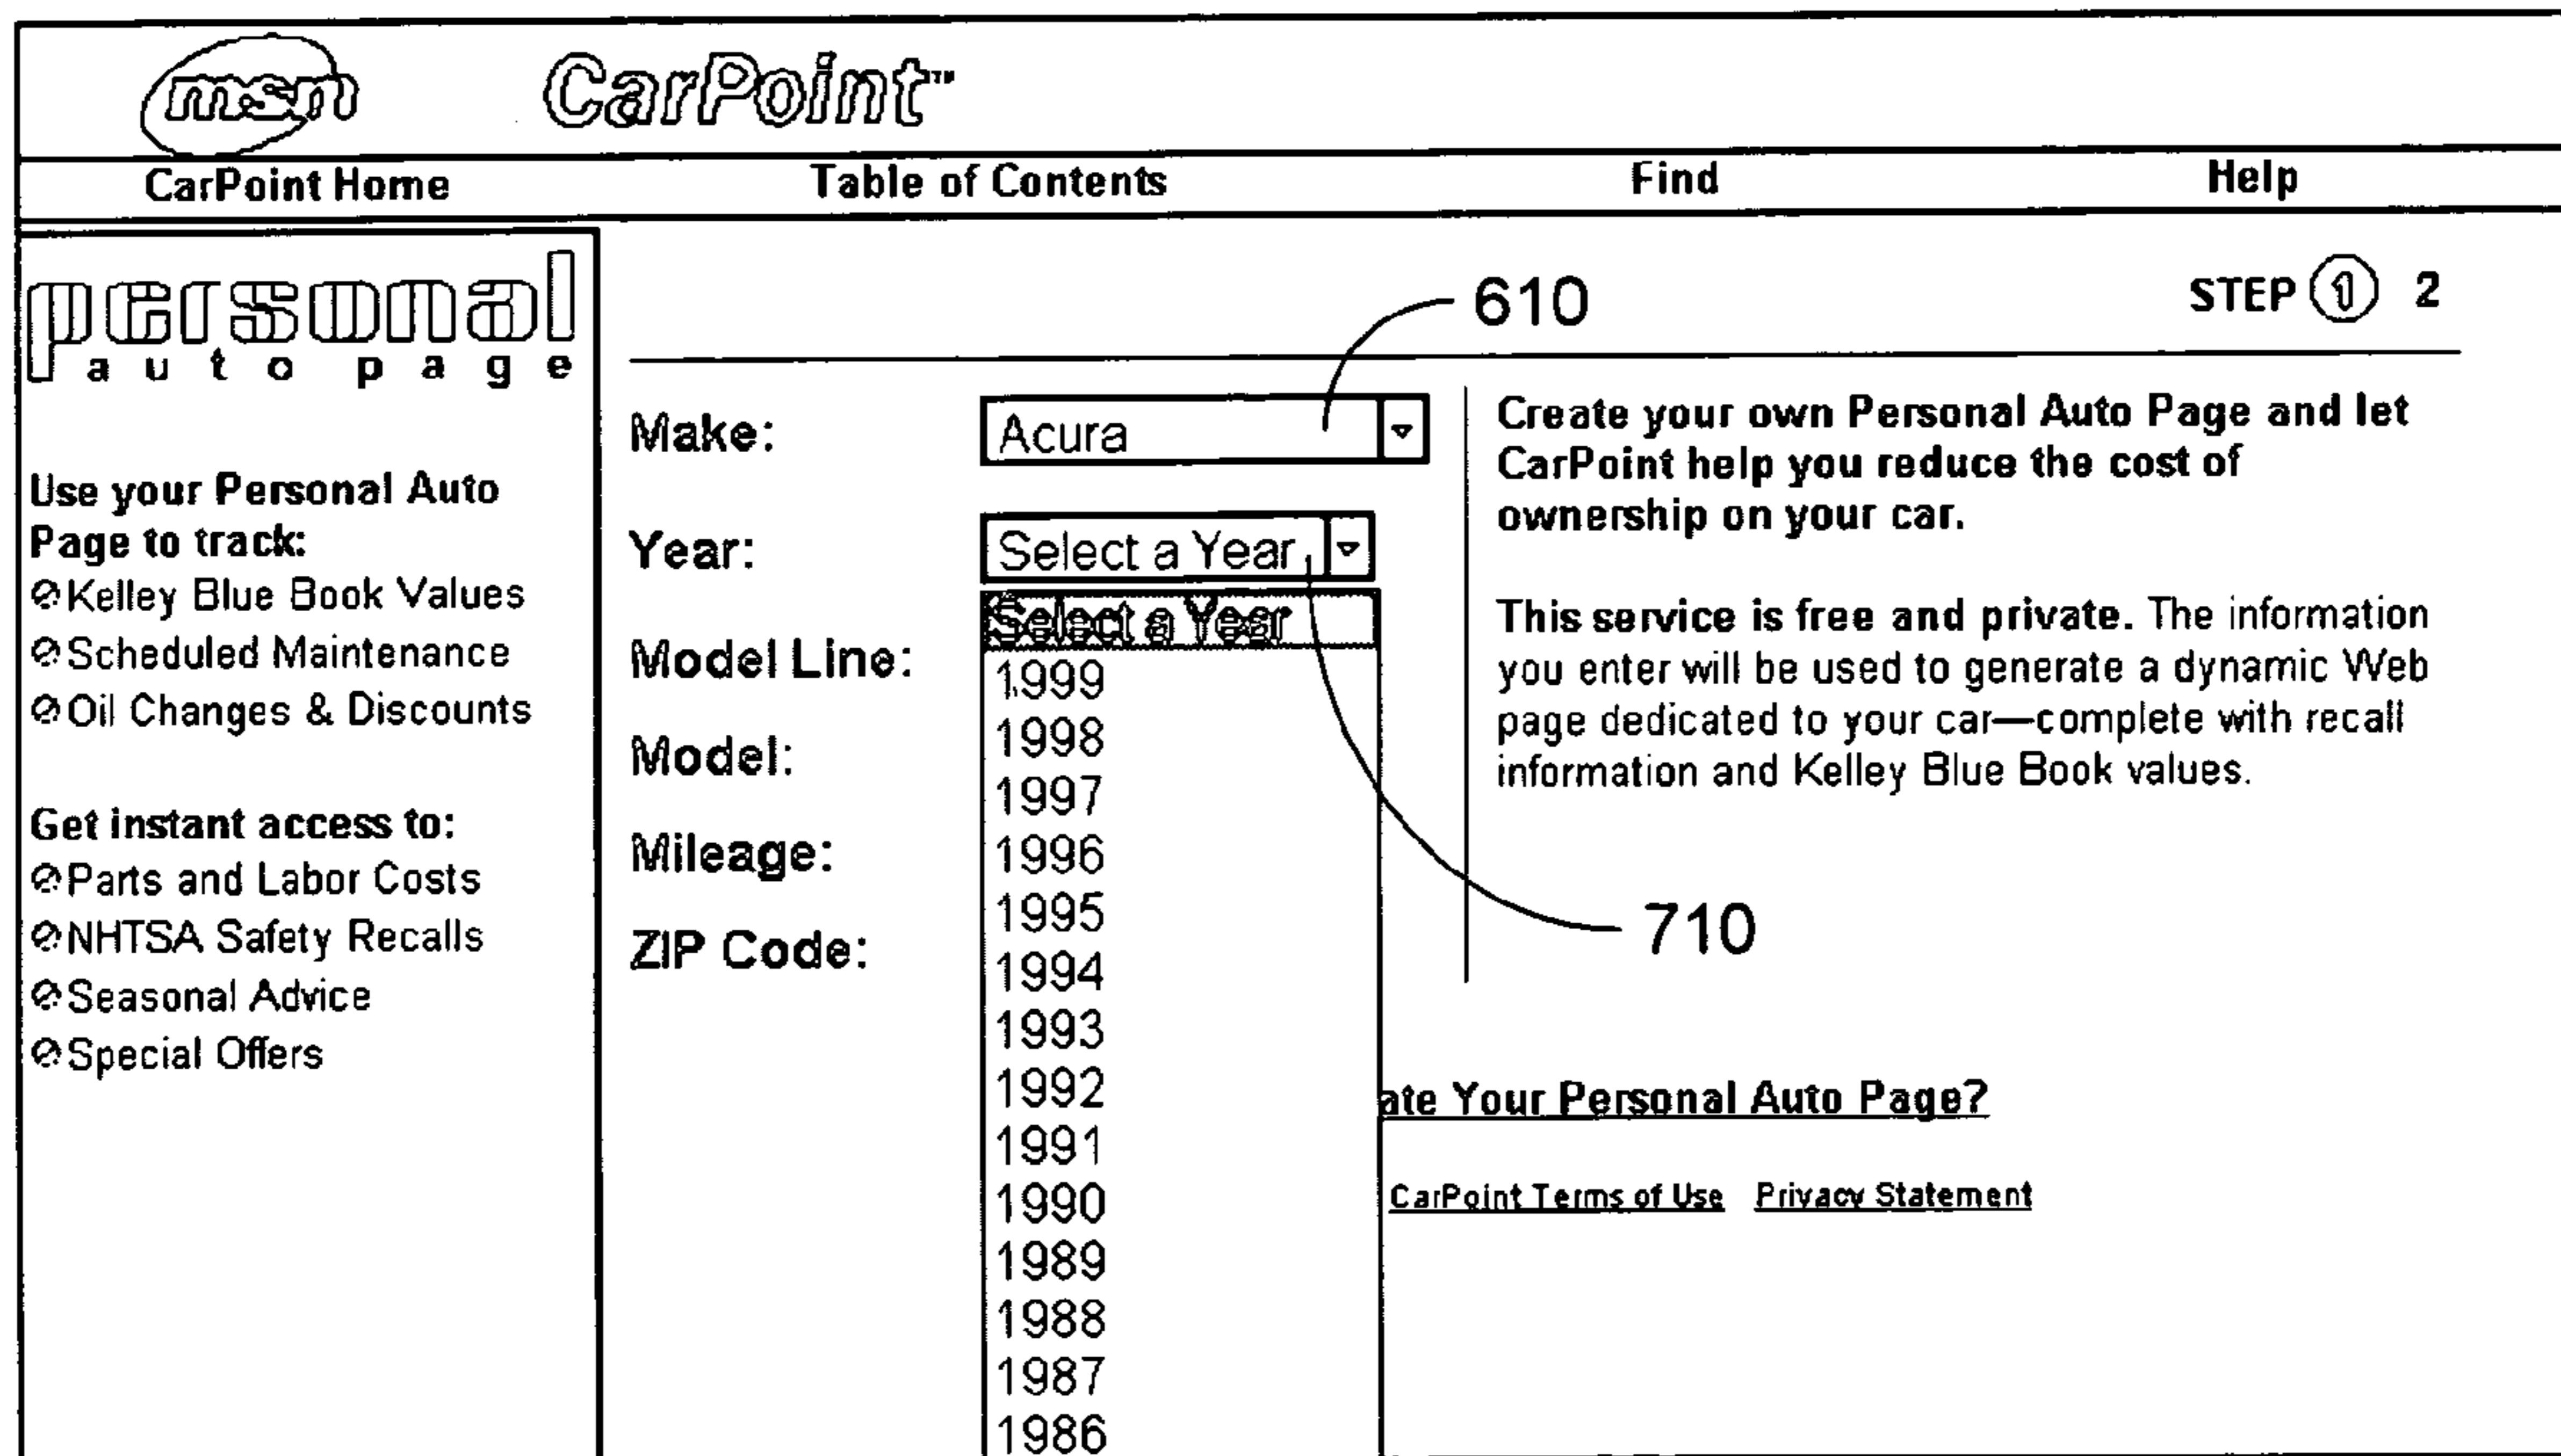 msn CarPoint™
CarPoint Home Table of Contents Find Help
personal
auto page
Use your Personal Auto
Page to track:
Kelley Blue Book Values
Scheduled Maintenance
Oil Changes & Discounts
Get instant access to:
Parts and Labor Costs
NHTSA Safety Recalls
Seasonal Advice
Special Offers
610
STEP 1 2
Make: Acura
Year: Select a Year
Select a Year
Model Line:
Model:
Mileage:
ZIP Code:
1999
1998
1997
1996
1995
1994
1993
1992
1991
1990
1989
1988
1987
1986
Create your own Personal Auto Page and let
CarPoint help you reduce the cost of
ownership on your car.
This service is free and private. The information
you enter will be used to generate a dynamic Web
page dedicated to your car—complete with recall
information and Kelley Blue Book values.
710
ate Your Personal Auto Page?
CarPoint Terms of Use Privacy Statement